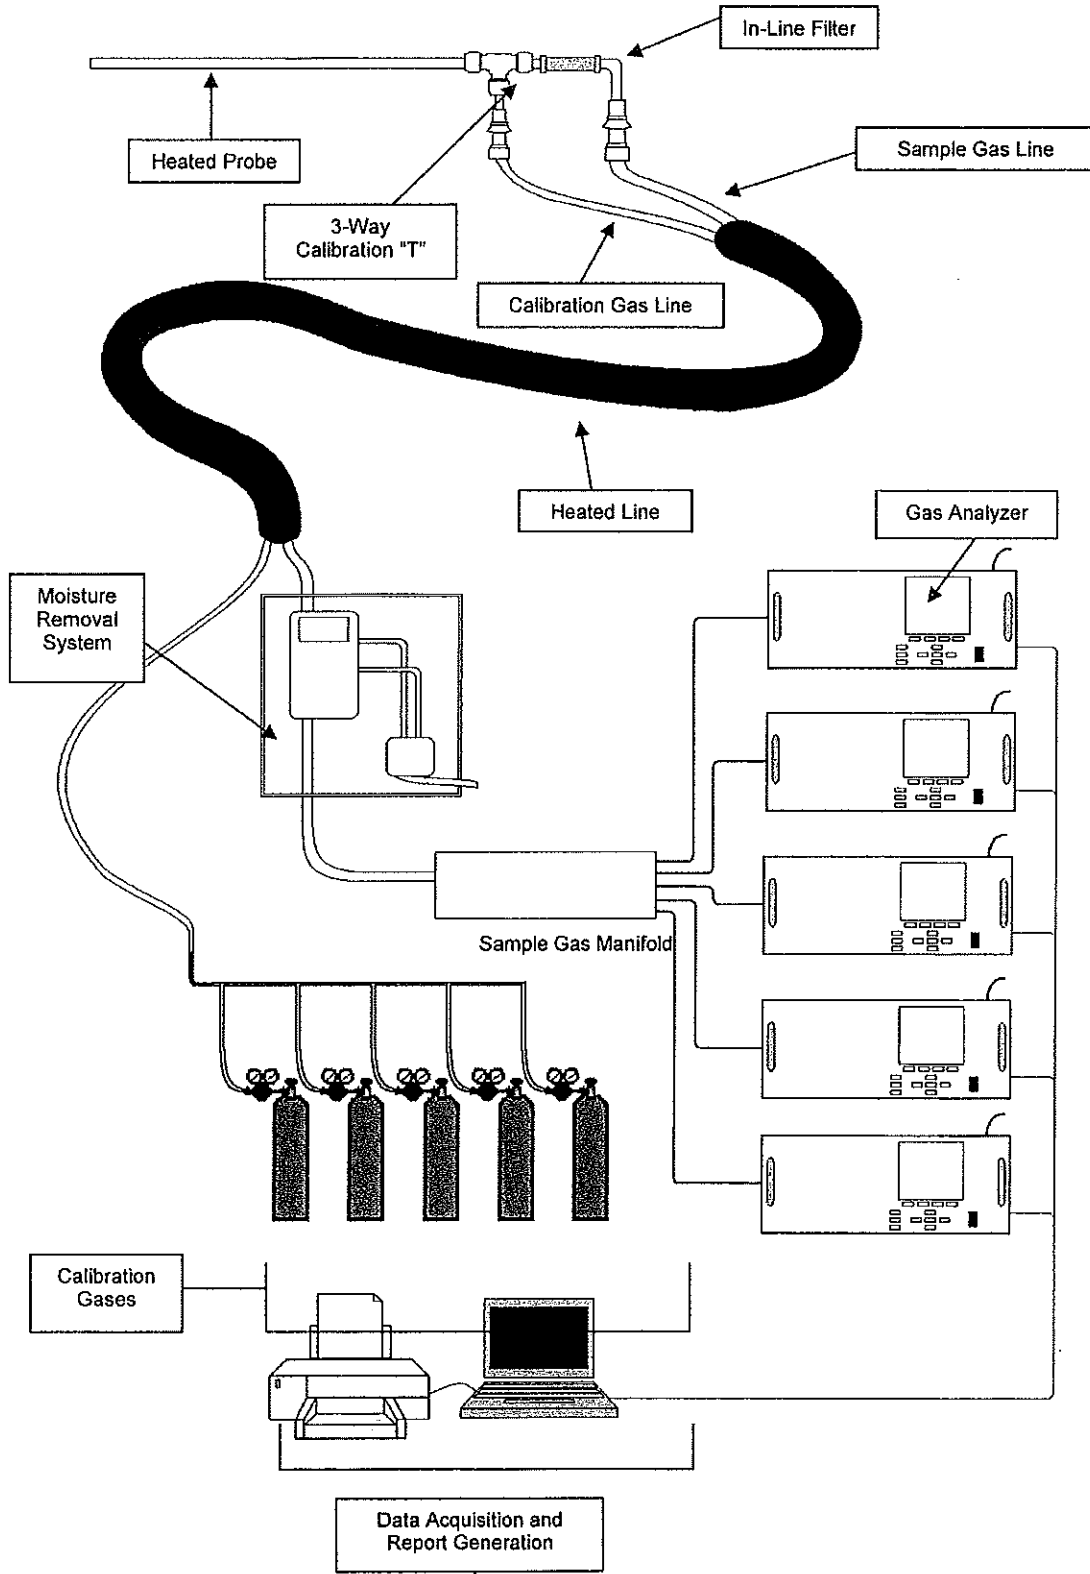 In-Line Filter
Heated Probe
Sample Gas Line
3-Way
Calibration "T"
Calibration Gas Line
Heated Line
Gas Analyzer
Moisture
Removal
System
Sample Gas Manifold
Calibration
Gases
Data Acquisition and
Report Generation